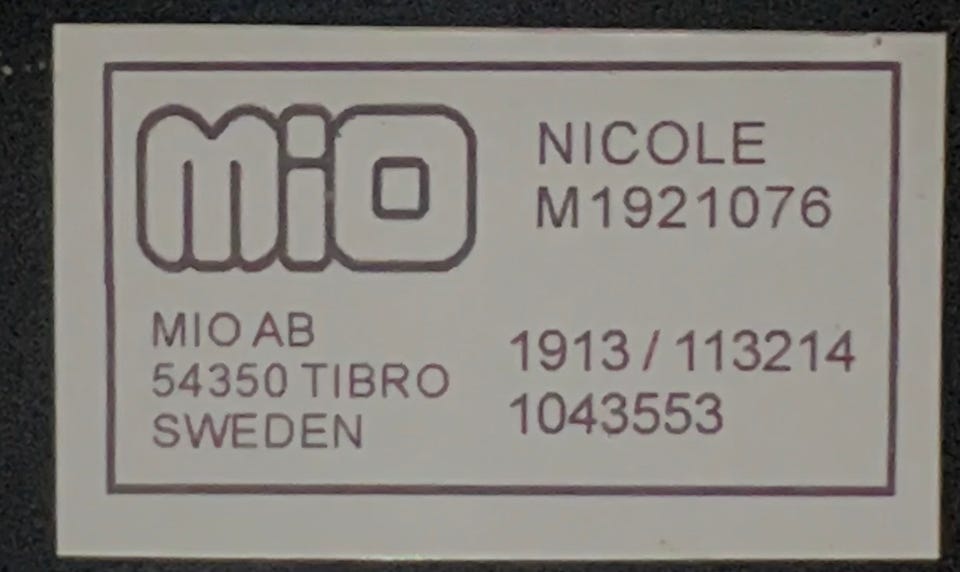 mio
NICOLE
M1921076
MIO AB
54350 TIBRO
SWEDEN
1913 / 113214
1043553